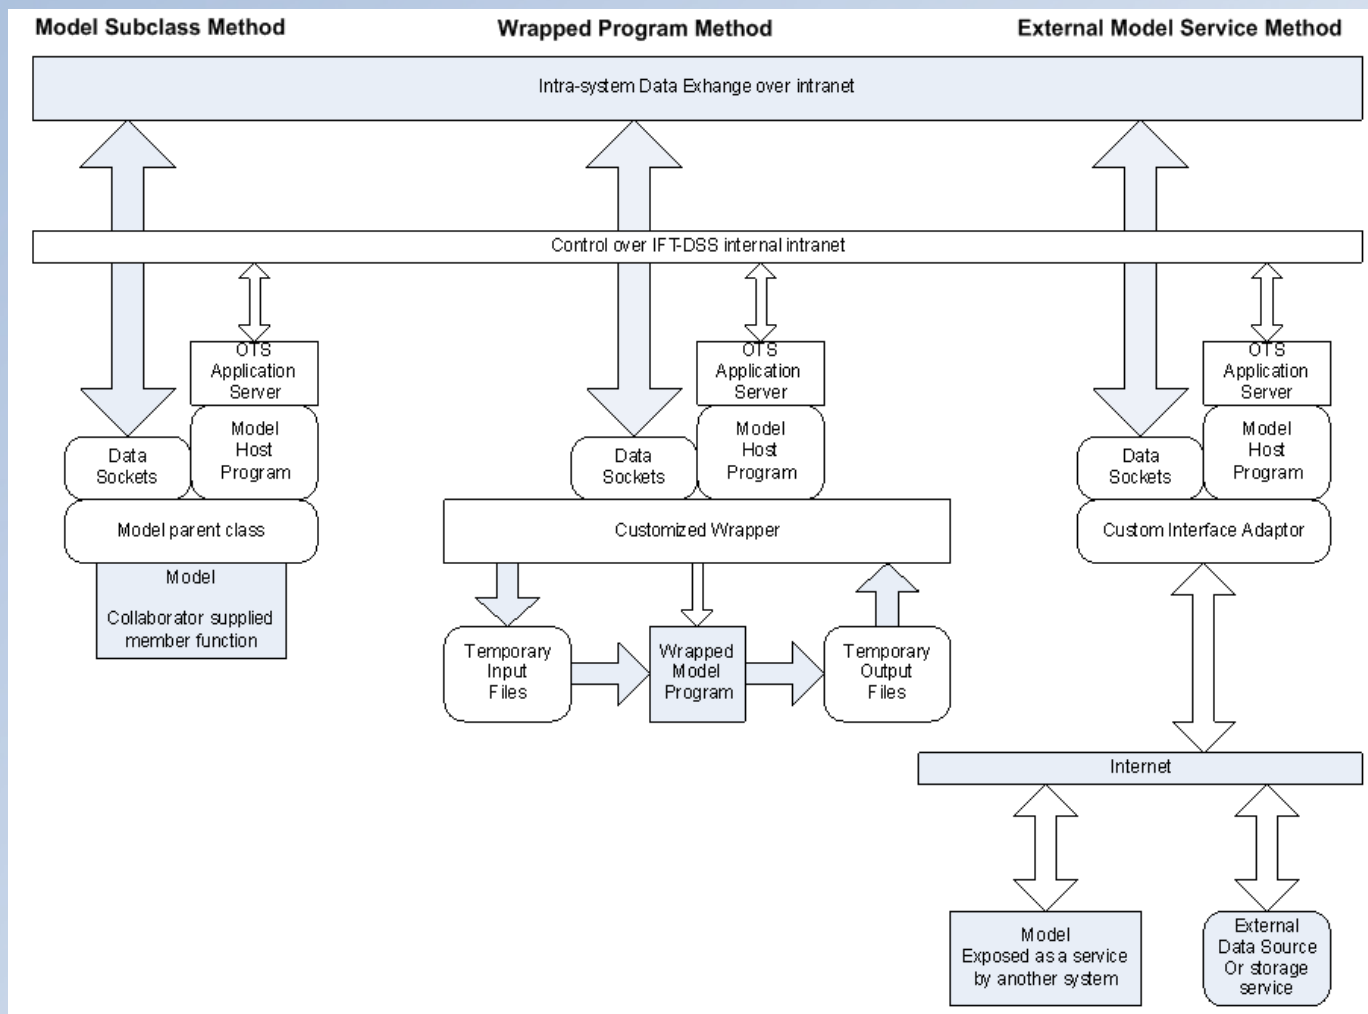 Model Subclass Method
Wrapped Program Method
External Model Service Method
Intra-system Data Exhange over intranet
Control over IFT-DSS internal intranet
OTS
Application
Server
Model
Host
Program
Data
Sockets
Model parent class
Model
Collaborator supplied
member function
OTS
Application
Server
Model
Host
Program
Data
Sockets
Customized Wrapper
Temporary
Input
Files
Wrapped
Model
Program
Temporary
Output
Files
OTS
Application
Server
Model
Host
Program
Data
Sockets
Custom Interface Adaptor
Internet
Model
Exposed as a service
by another system
External
Data Source
Or storage
service